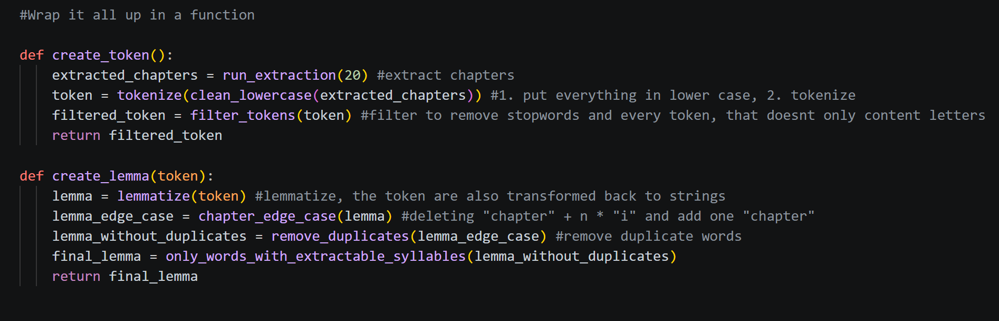 #Wrap it all up in a function
def create_token():
extracted_chapters = run_extraction(20) #extract chapters
token = tokenize(clean_lowercase(extracted_chapters)) #1. put everything in lower case, 2. tokenize
filtered_token = filter_tokens(token) #filter to remove stopwords and every token, that doesnt only content letters
return filtered_token
def create_lemma(token):
lemma = lemmatize(token) #lemmatize, the token are also transformed back to strings
lemma_edge_case = chapter_edge_case(lemma) #deleting "chapter" + n * "i" and add one "chapter"
lemma_without_duplicates = remove_duplicates(lemma_edge_case) #remove duplicate words
final_lemma = only_words_with_extractable_syllables(lemma_without_duplicates)
return final_lemma